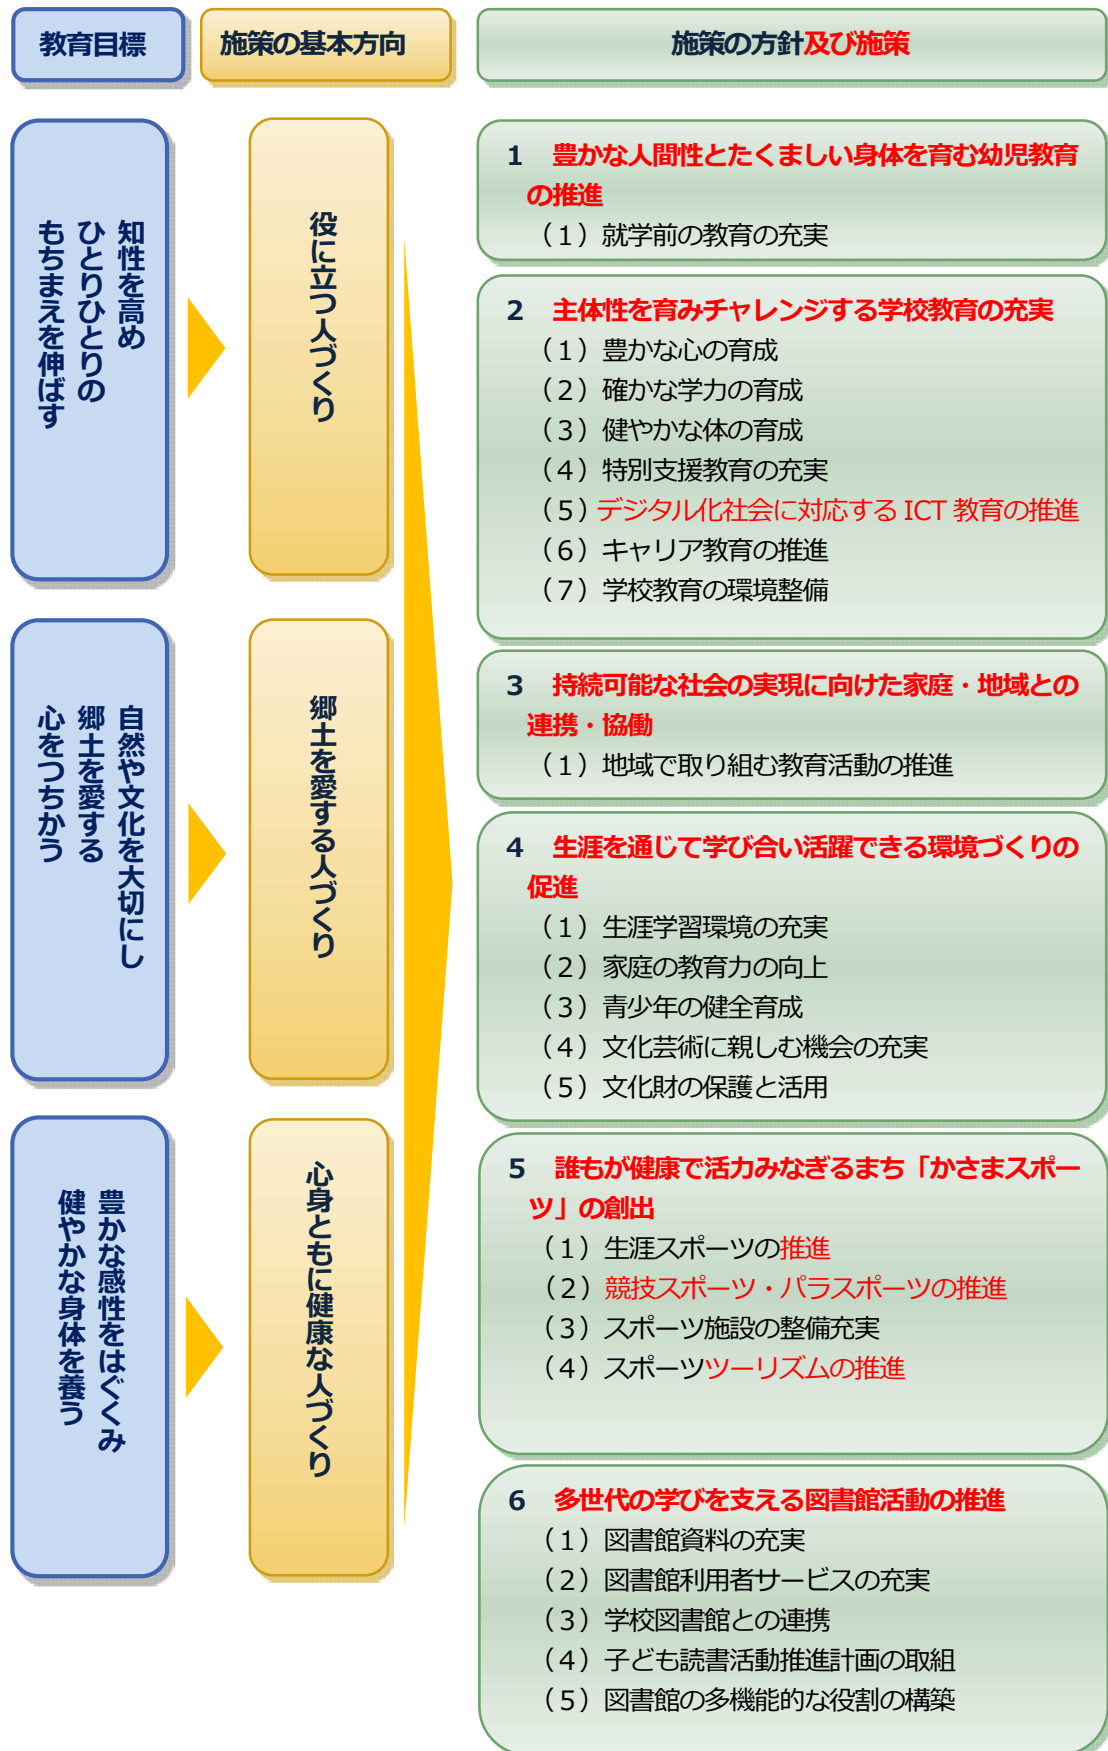 教育目標
施策の基本方向
施策の方針及び施策
知性を高め
ひとりひとりの
もちまえを伸ばす
役に立つ人づくり
自然や文化を大切にし
郷土を愛する
心をつちかう
郷土を愛する人づくり
豊かな感性をはぐくみ
健やかな身体を養う
心身ともに健康な人づくり
1 豊かな人間性とたくましい身体を育む幼児教育
の推進
（１）就学前の教育の充実
2 主体性を育みチャレンジする学校教育の充実
（１）豊かな心の育成
（２）確かな学力の育成
（３）健やかな体の育成
（４）特別支援教育の充実
（５）デジタル化社会に対応する ICT 教育の推進
（６）キャリア教育の推進
（７）学校教育の環境整備
3 持続可能な社会の実現に向けた家庭・地域との
連携・協働
（１）地域で取り組む教育活動の推進
4 生涯を通じて学び合い活躍できる環境づくりの
促進
（１）生涯学習環境の充実
（２）家庭の教育力の向上
（３）青少年の健全育成
（４）文化芸術に親しむ機会の充実
（５）文化財の保護と活用
5 誰もが健康で活力みなぎるまち「かさまスポー
ツ」の創出
（１）生涯スポーツの推進
（２）競技スポーツ・パラスポーツの推進
（３）スポーツ施設の整備充実
（４）スポーツツーリズムの推進
6 多世代の学びを支える図書館活動の推進
（１）図書館資料の充実
（２）図書館利用者サービスの充実
（３）学校図書館との連携
（４）子ども読書活動推進計画の取組
（５）図書館の多機能的な役割の構築